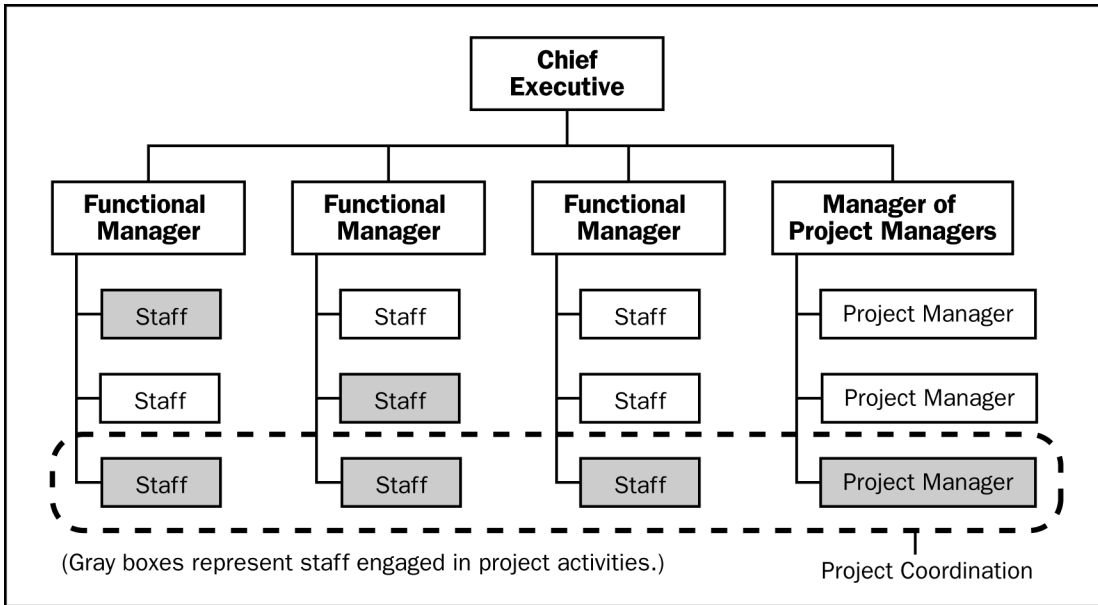 Chief
Executive
Functional
Manager
Functional
Manager
Functional
Manager
Manager of
Project Managers
Staff
Staff
Staff
Project Manager
Staff
Staff
Staff
Project Manager
Staff
Staff
Staff
Project Manager
(Gray boxes represent staff engaged in project activities.)
Project Coordination